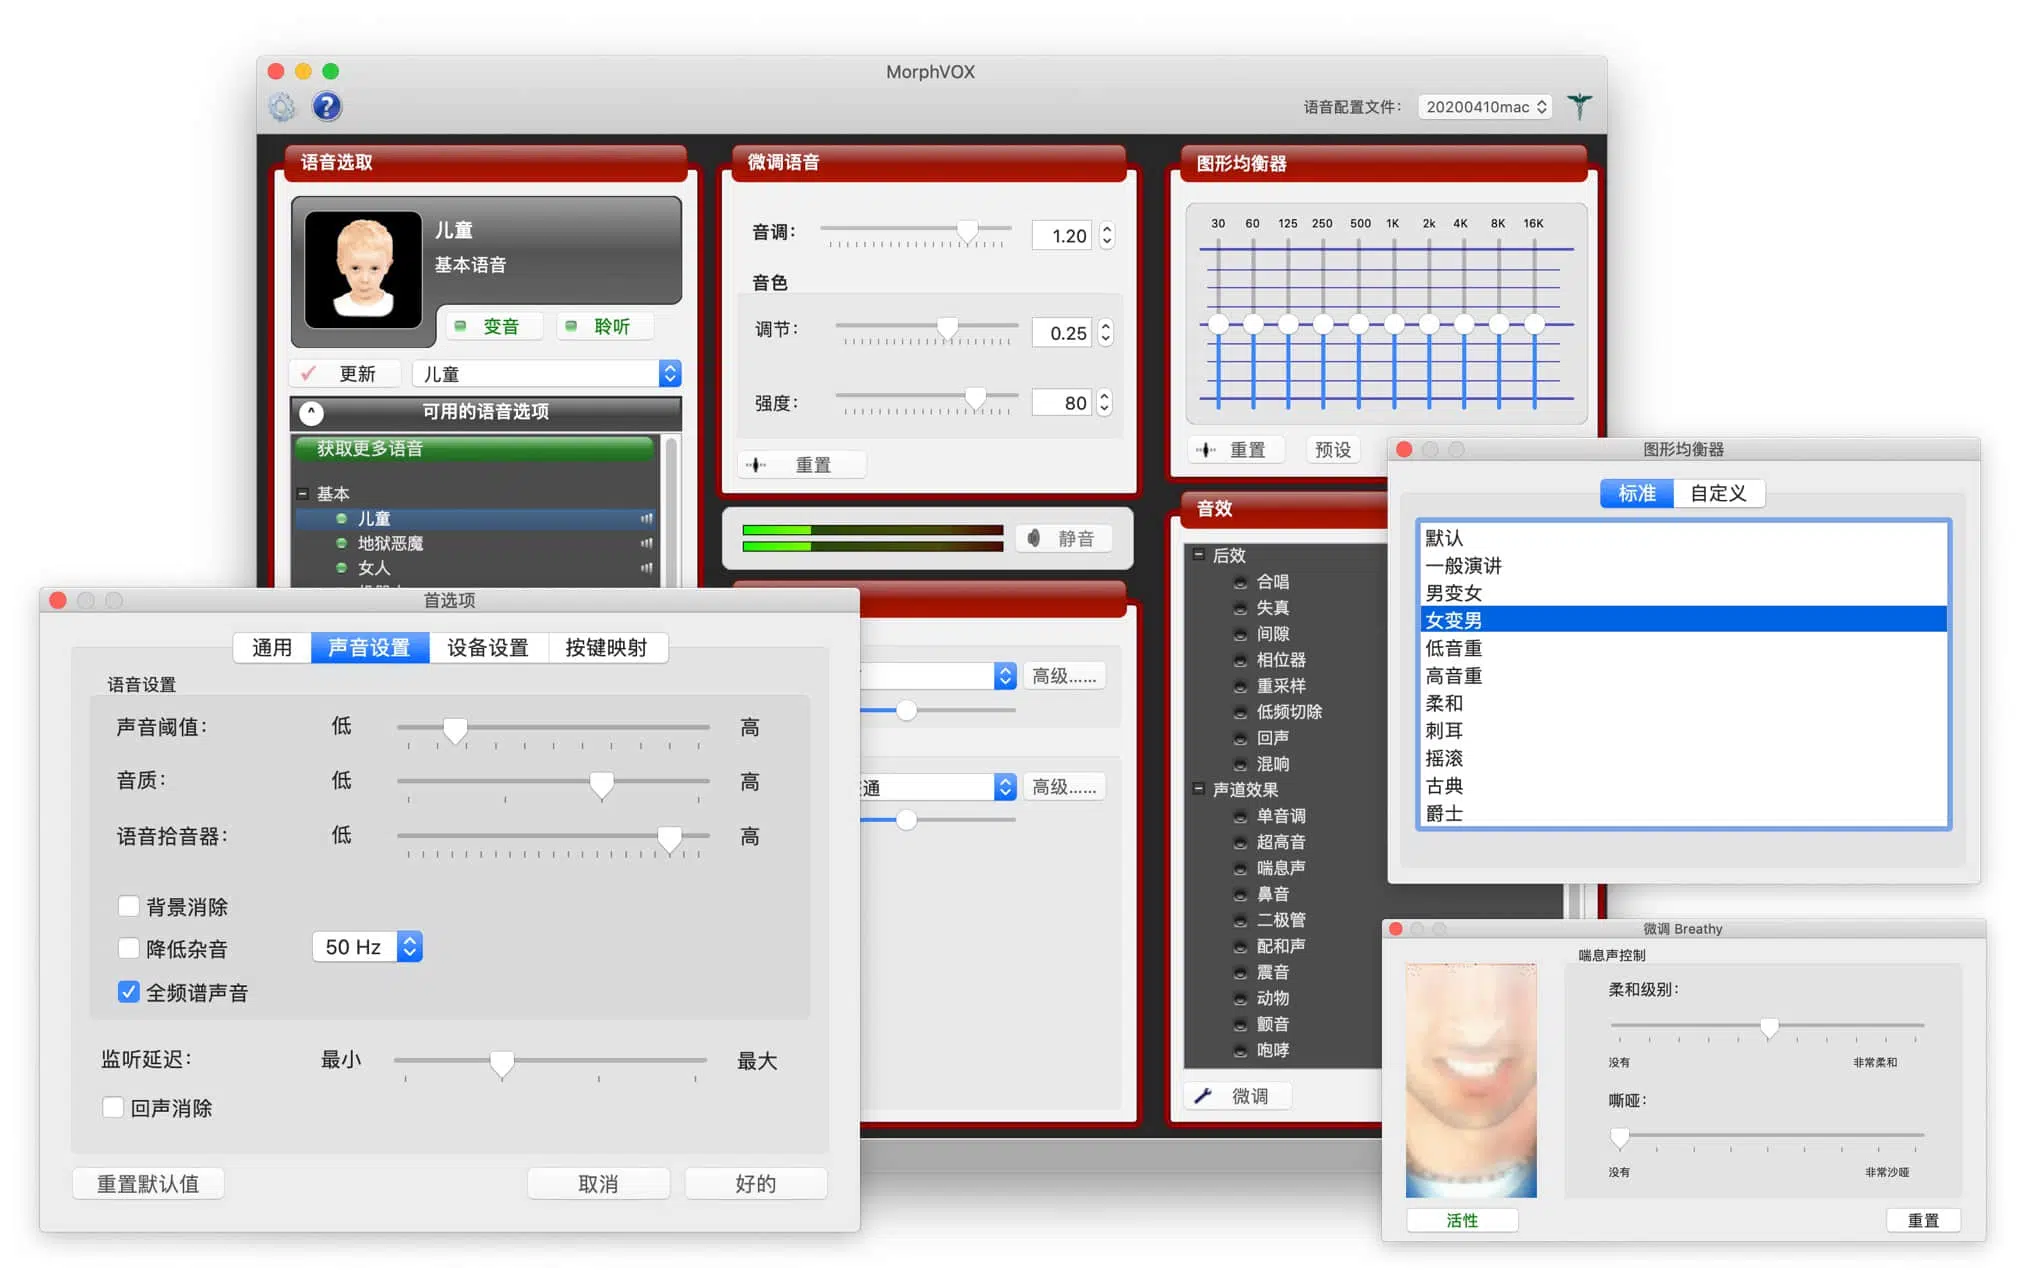 MorphVOX
语音配置文件：
20200410mac
语音选取
儿童
基本语音
变音
聆听
更新
儿童
可用的语音选项
获取更多语音
基本
儿童
地狱恶魔
女人
微调语音
音调：
1.20
音色
调节：
0.25
强度：
80
重置
静音
高级……
通
高级……
图形均衡器
30 60 125 250 500 1K 2k 4K 8K 16K
重置
预设
音效
后效
合唱
失真
间隙
相位器
重采样
低频切除
回声
混响
声道效果
单音调
超高音
喘息声
鼻音
二极管
配和声
震音
动物
颤音
咆哮
微调
首选项
通用
声音设置
设备设置
按键映射
语音设置
声音阈值：
低
高
音质：
低
高
语音拾音器：
低
高
背景消除
降低杂音
50 Hz
全频谱声音
监听延迟：
最小
最大
回声消除
重置默认值
取消
好的
图形均衡器
标准
自定义
默认
一般演讲
男变女
女变男
低音重
高音重
柔和
刺耳
摇滚
古典
爵士
微调 Breathy
喘息声控制
柔和级别：
没有
非常柔和
嘶哑：
没有
非常沙哑
活性
重置